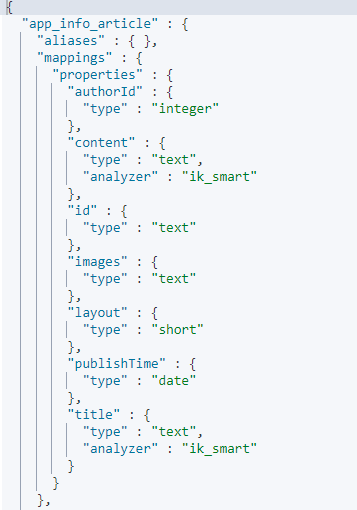 {
  "app_info_article" : {
    "aliases" : { },
    "mappings" : {
      "properties" : {
        "authorId" : {
          "type" : "integer"
        },
        "content" : {
          "type" : "text",
          "analyzer" : "ik_smart"
        },
        "id" : {
          "type" : "text"
        },
        "images" : {
          "type" : "text"
        },
        "layout" : {
          "type" : "short"
        },
        "publishTime" : {
          "type" : "date"
        },
        "title" : {
          "type" : "text",
          "analyzer" : "ik_smart"
        }
      }
    },